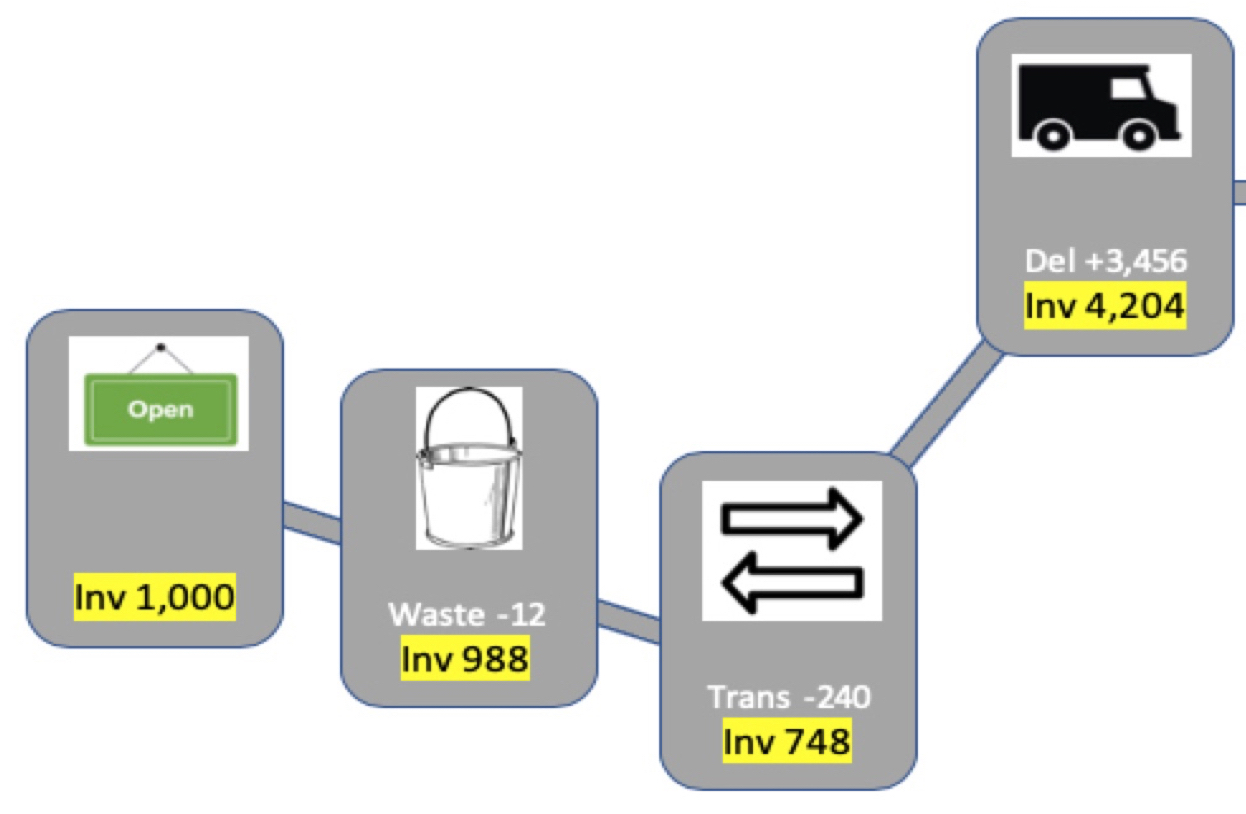 Open
Inv 1,000
Waste -12
Inv 988
Trans -240
Inv 748
Del +3,456
Inv 4,204